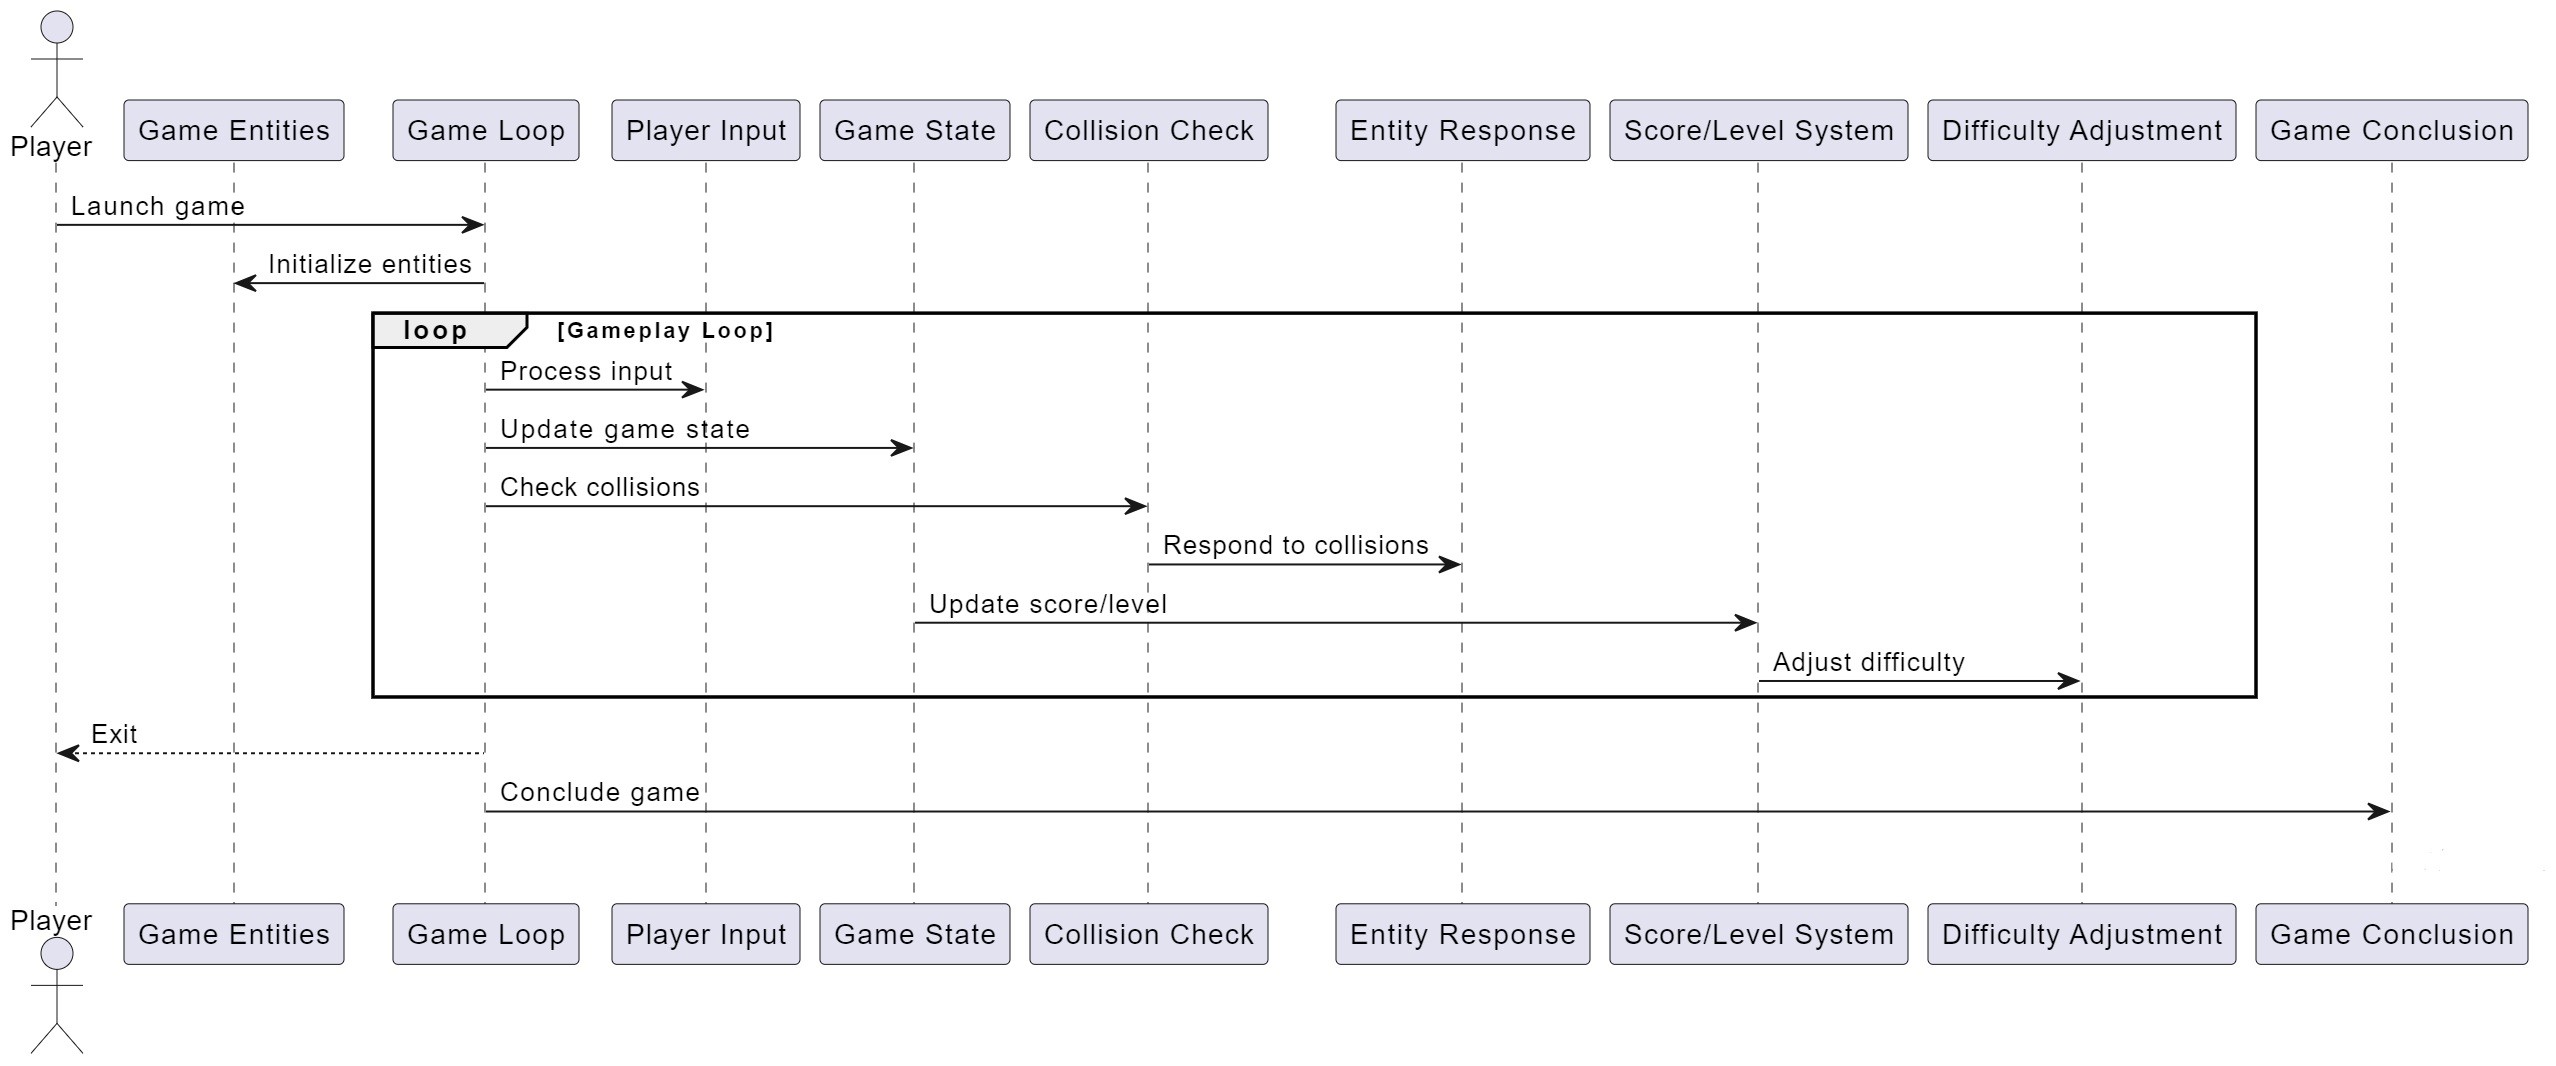 Player
Game Entities
Game Loop
Player Input
Game State
Collision Check
Entity Response
Score/Level System
Difficulty Adjustment
Game Conclusion
Launch game
Initialize entities
loop
[Gameplay Loop]
Process input
Update game state
Check collisions
Respond to collisions
Update score/level
Adjust difficulty
Exit
Conclude game
Player
Game Entities
Game Loop
Player Input
Game State
Collision Check
Entity Response
Score/Level System
Difficulty Adjustment
Game Conclusion